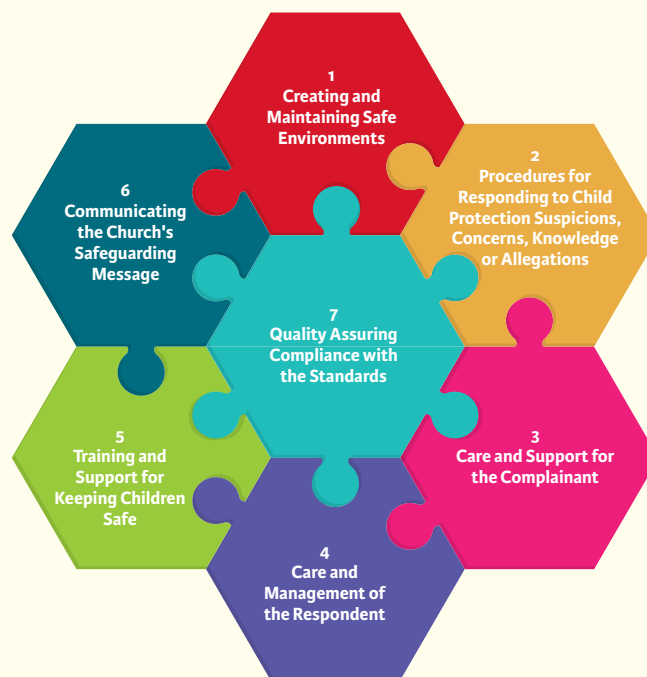 1
Creating and
Maintaining Safe
Environments
2
Procedures for
Responding to Child
Protection Suspicions,
Concerns, Knowledge
or Allegations
3
Care and Support for
the Complainant
4
Care and
Management of
the Respondent
5
Training and
Support for
Keeping Children
Safe
6
Communicating
the Church's
Safeguarding
Message
7
Quality Assuring
Compliance with
the Standards